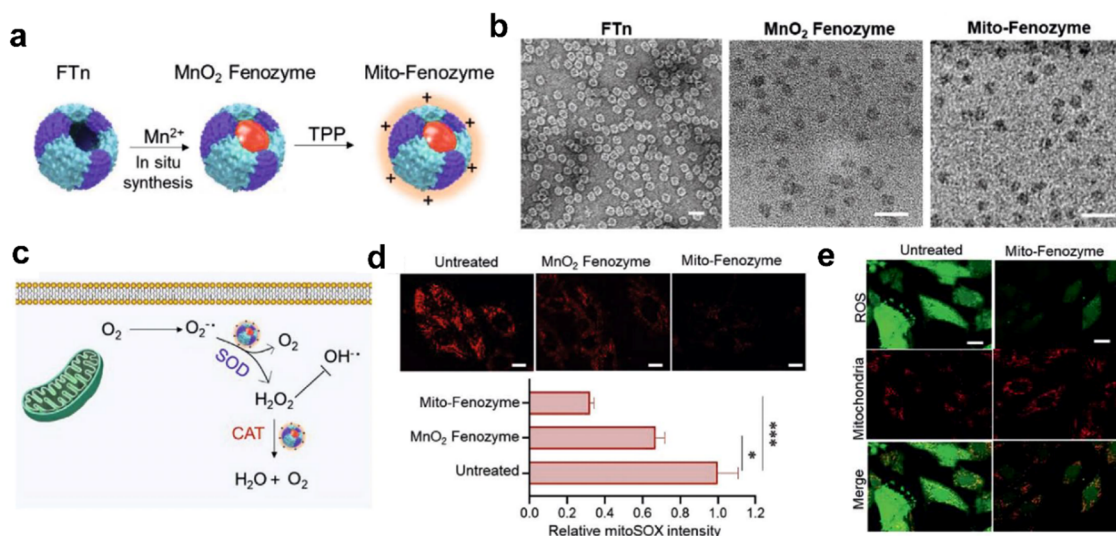 a
FTn
MnO₂ Fenozyme
Mito-Fenozyme
Mn²⁺
In situ
synthesis
TPP
+
+
+
+
+
+
b
FTn
MnO₂ Fenozyme
Mito-Fenozyme
c
O₂
O₂⁻·
O₂
OH··
SOD
H₂O₂
CAT
H₂O + O₂
d
Untreated
MnO₂ Fenozyme
Mito-Fenozyme
Mito-Fenozyme
MnO₂ Fenozyme
Untreated
***
*
0.0 0.2 0.4 0.6 0.8 1.0 1.2
Relative mitoSOX intensity
e
Untreated
Mito-Fenozyme
ROS
Mitochondria
Merge